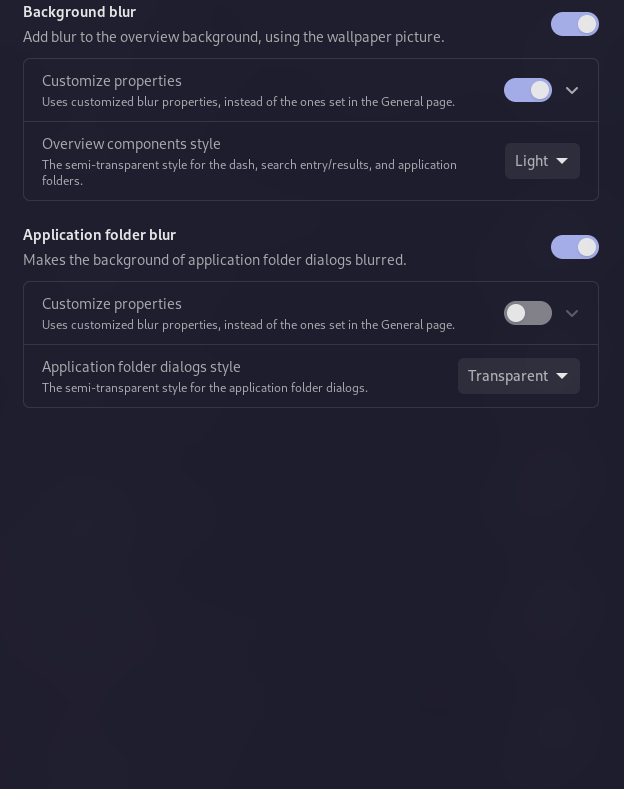 Background blur
Add blur to the overview background, using the wallpaper picture.
Customize properties
Uses customized blur properties, instead of the ones set in the General page.
Overview components style
The semi-transparent style for the dash, search entry/results, and application
folders.
Light
Application folder blur
Makes the background of application folder dialogs blurred.
Customize properties
Uses customized blur properties, instead of the ones set in the General page.
Application folder dialogs style
The semi-transparent style for the application folder dialogs.
Transparent